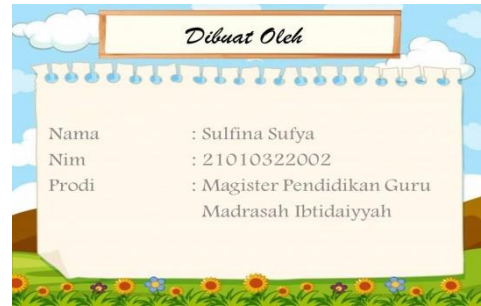 Dibuat Oleh
Nama : Sulfina Sufya
Nim : 21010322002
Prodi : Magister Pendidikan Guru
Madrasah Ibtidaiyyah